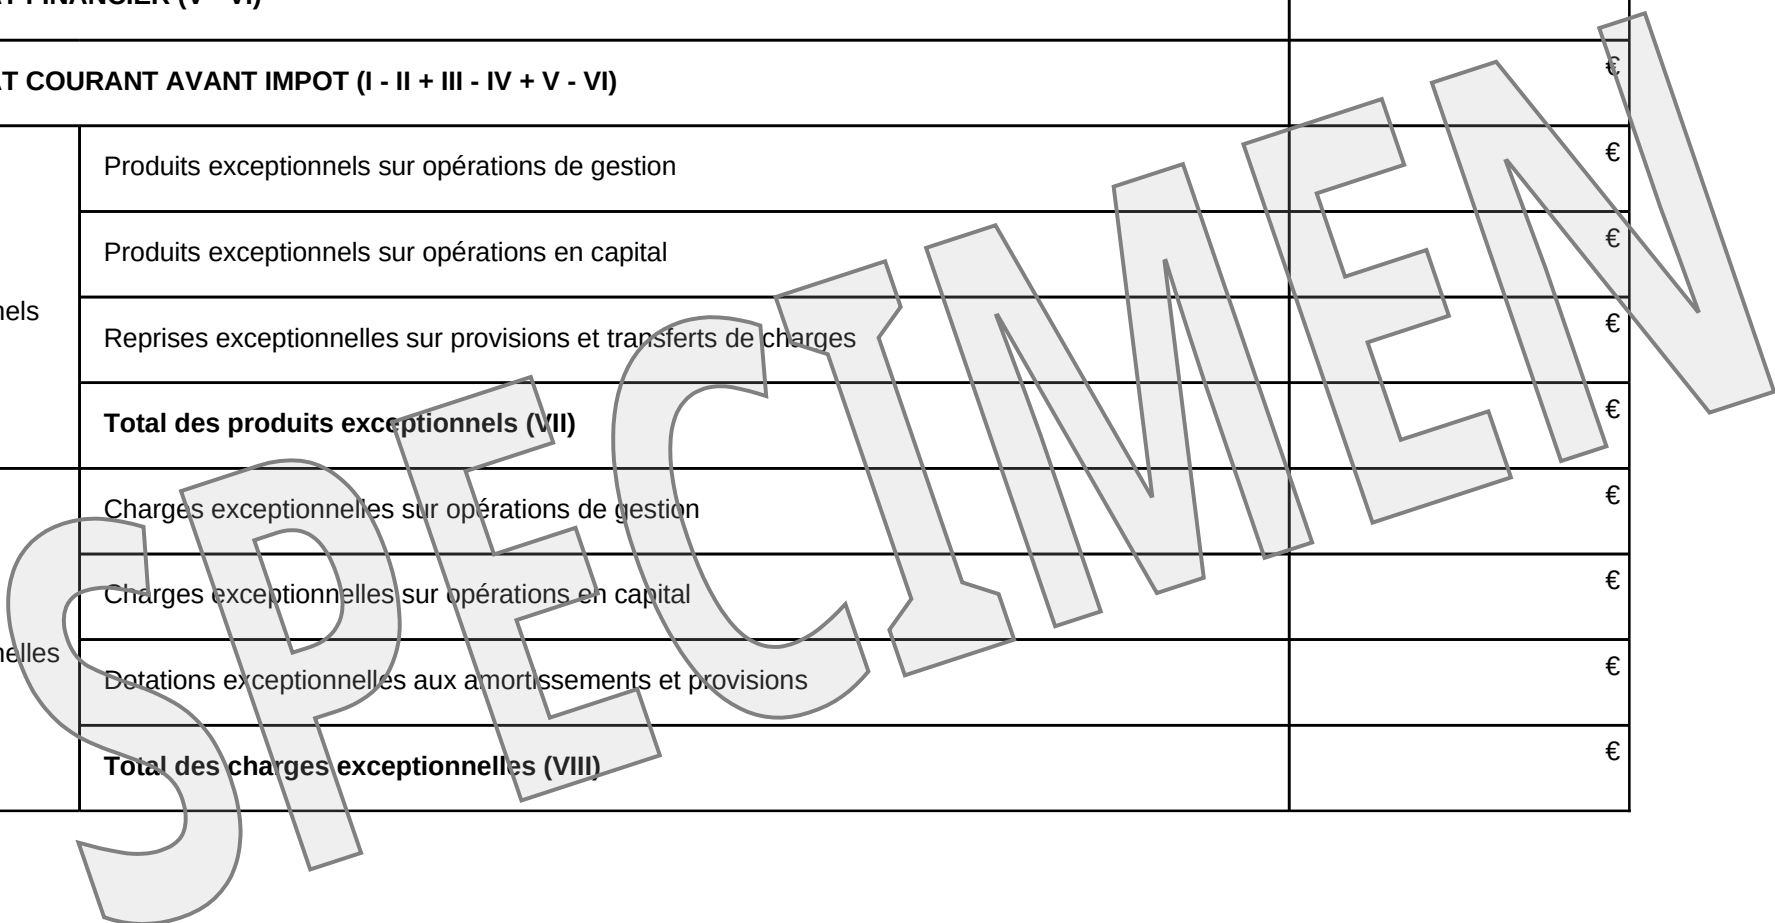 T COURANT AVANT IMPOT (I - II + III - IV + V - VI)
€
Produits exceptionnels sur opérations de gestion
€
Produits exceptionnels sur opérations en capital
€
nels
Reprises exceptionnelles sur provisions et transferts de charges
€
Total des produits exceptionnels (VII)
€
Charges exceptionnelles sur opérations de gestion
€
Charges exceptionnelles sur opérations en capital
€
nelles
Dotations exceptionnelles aux amortissements et provisions
€
Total des charges exceptionnelles (VIII)
€
SPECIMEN